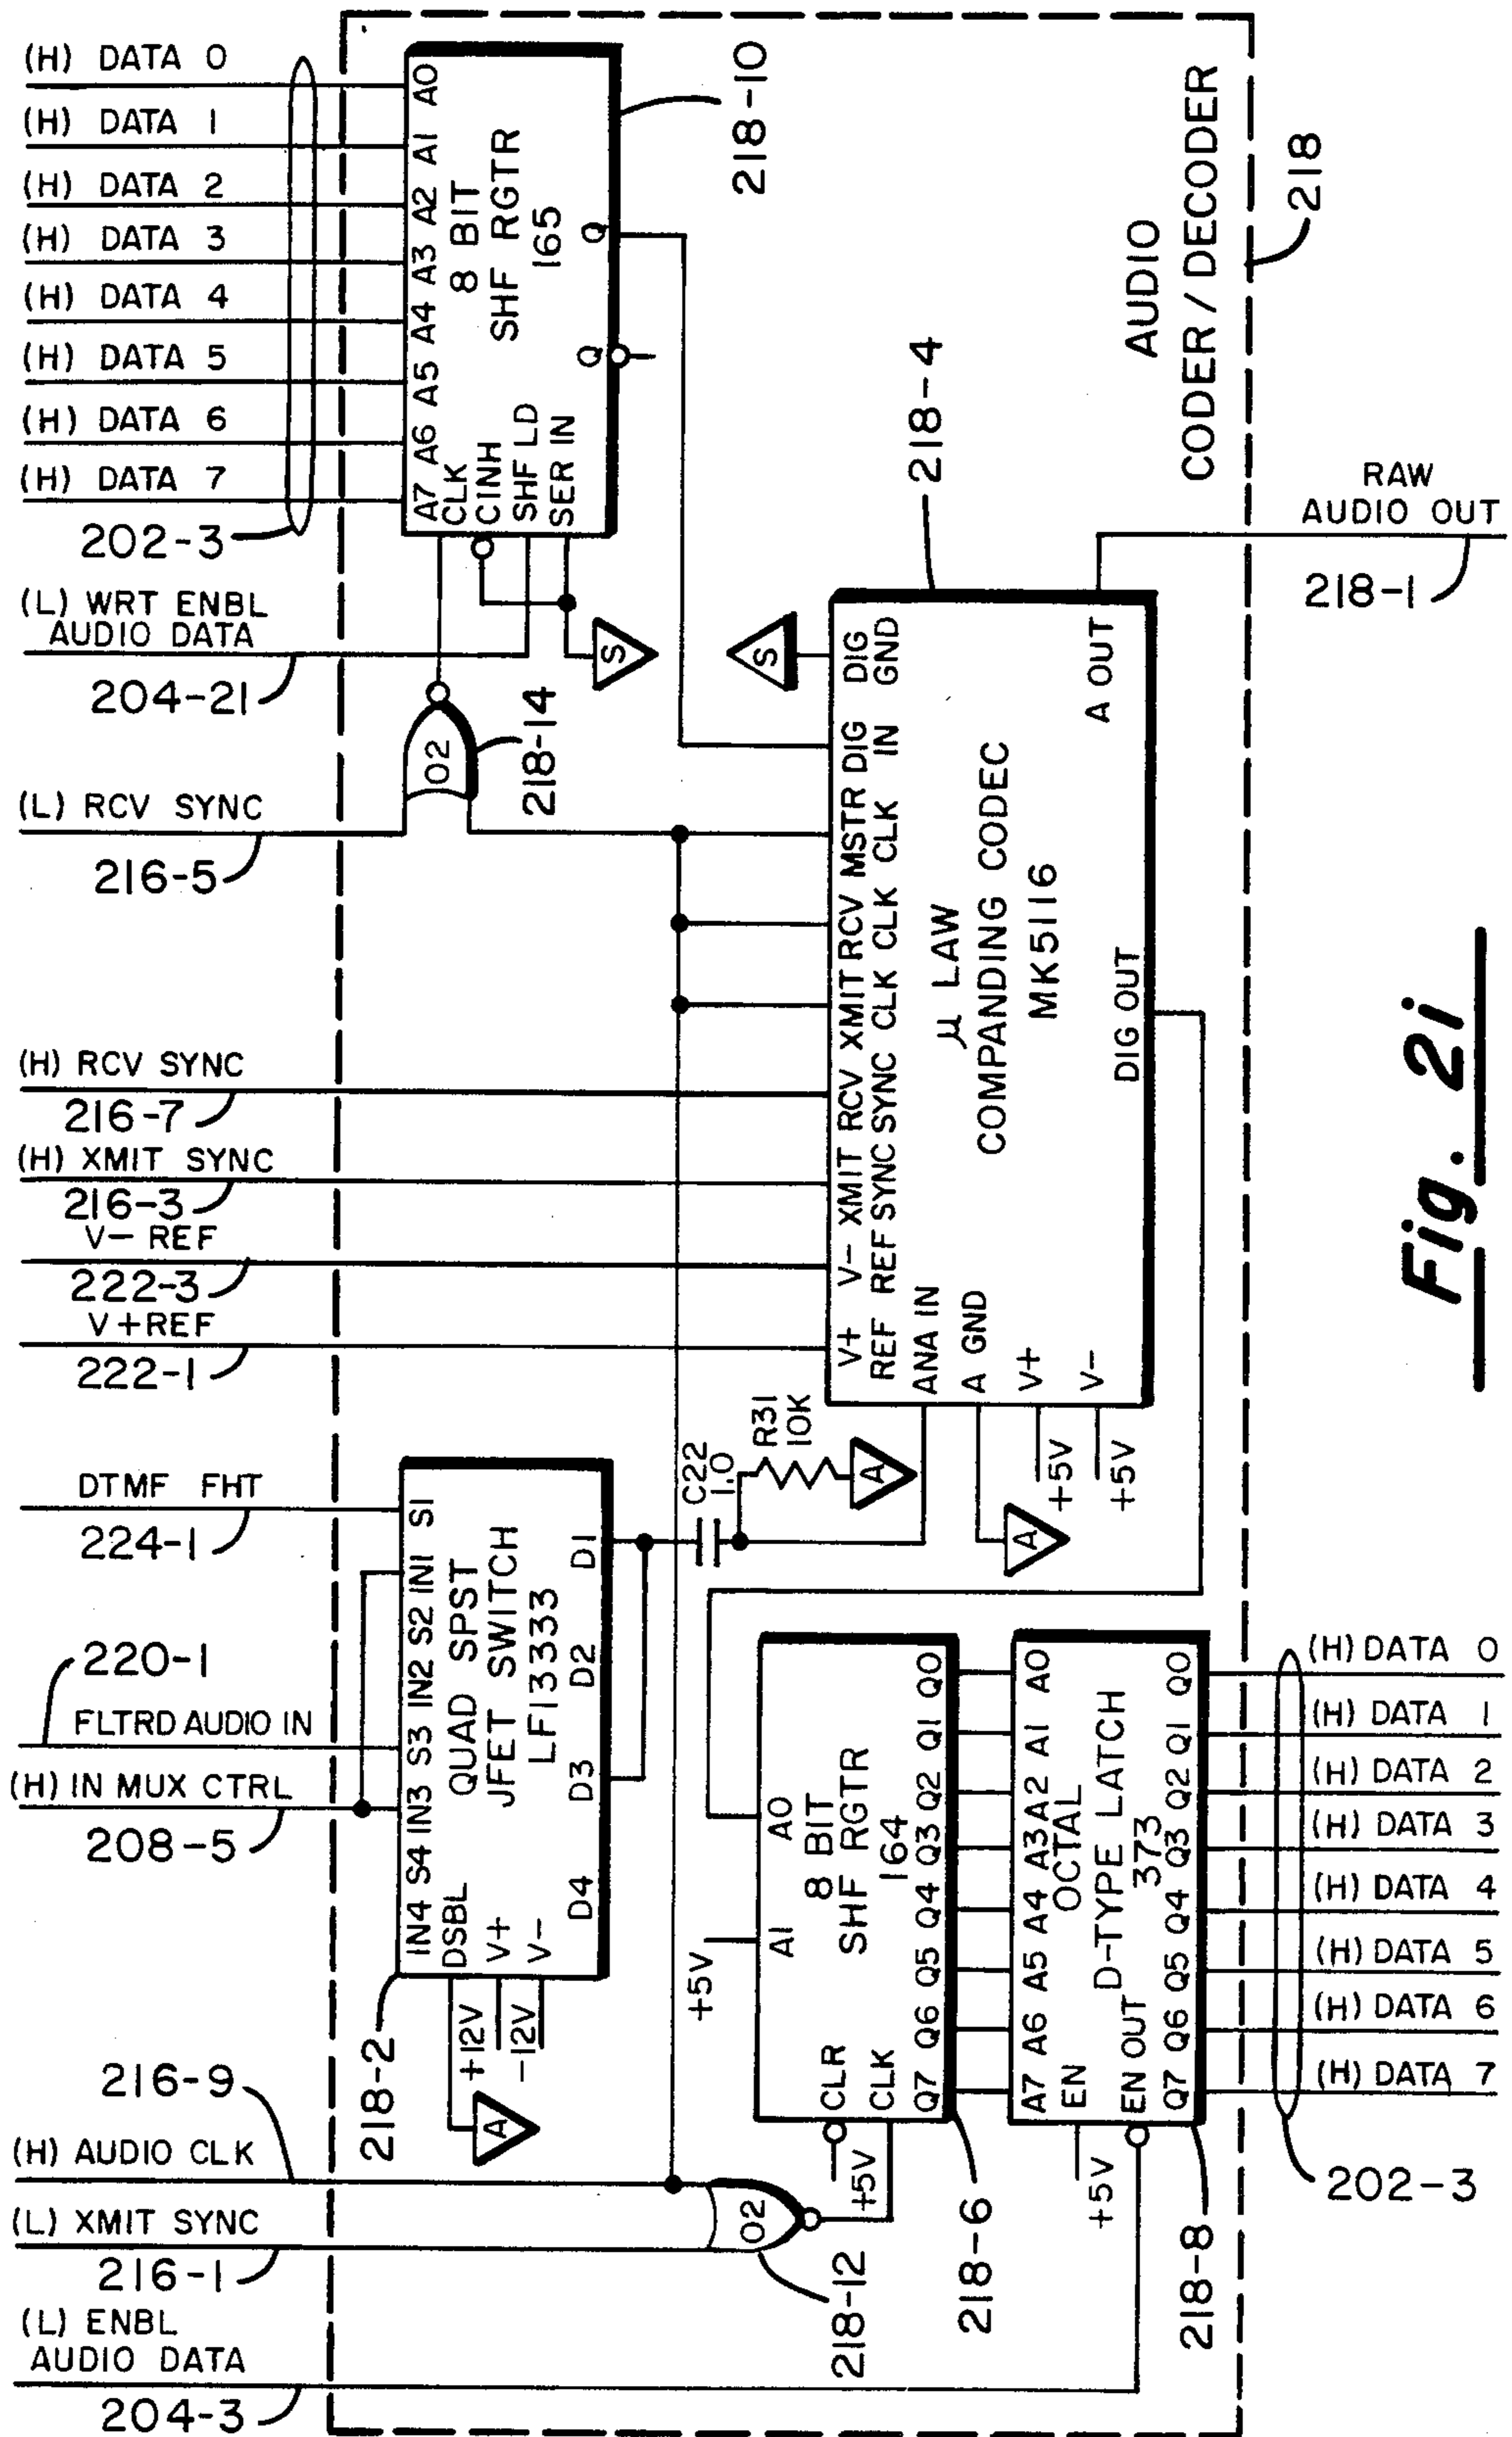 (H) DATA 0
(H) DATA 1
(H) DATA 2
(H) DATA 3
(H) DATA 4
(H) DATA 5
(H) DATA 6
(H) DATA 7
202-3
(L) WRT ENBL
AUDIO DATA
204-21
(L) RCV SYNC
216-5
(H) RCV SYNC
216-7
(H) XMIT SYNC
216-3
V- REF
222-3
V+REF
222-1
DTMF FHT
224-1
220-1
FLTRD AUDIO IN
(H) IN MUX CTRL
208-5
216-9
(H) AUDIO CLK
(L) XMIT SYNC
216-1
(L) ENBL
AUDIO DATA
204-3
A7 A6 A5 A4 A3 A2 A1 A0
CLK
CINH
SHF LD
SER IN
8 BIT
SHF RGTR
165
Q
Q
218-10
S
02
218-14
S
218-4
V+ REF
V- REF
XMIT SYNC
RCV SYNC
XMIT CLK
RCV CLK
MSTR CLK
DIG IN
DIG GND
ANA IN
A GND
V+
V-
µ LAW
COMPANDING CODEC
MK5116
A OUT
DIG OUT
+5V
+5V
A
R31
10K
A
C22
1.0
IN4 S4 IN3 S3 IN2 S2 IN1 S1
DSBL
V+
V-
QUAD SPST
JFET SWITCH
LF13333
D4 D3 D2 D1
218-2
+12V
-12V
A
+5V
A1 A0
8 BIT
SHF RGTR
164
CLR
CLK
Q7 Q6 Q5 Q4 Q3 Q2 Q1 Q0
+5V
02
218-12
218-6
A7 A6 A5 A4 A3 A2 A1 A0
EN
EN OUT
OCTAL
D-TYPE LATCH
373
Q7 Q6 Q5 Q4 Q3 Q2 Q1 Q0
+5V
218-8
AUDIO
CODER/DECODER
218
RAW
AUDIO OUT
218-1
(H) DATA 0
(H) DATA 1
(H) DATA 2
(H) DATA 3
(H) DATA 4
(H) DATA 5
(H) DATA 6
(H) DATA 7
202-3
Fig. 2i